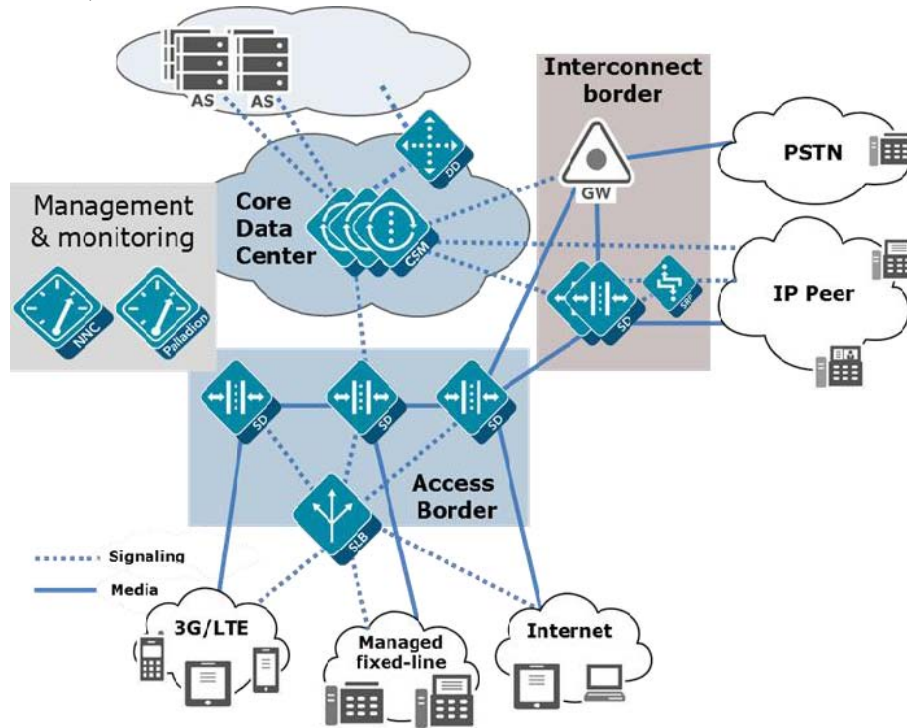 AS
AS
Interconnect
border
DD
PSTN
GW
Management
& monitoring
Core
Data
Center
CSM
NNC
Palladion
SBP
SD
IP Peer
SD
SD
SD
Access
Border
SLB
Signaling
Media
3G/LTE
Managed
fixed-line
Internet